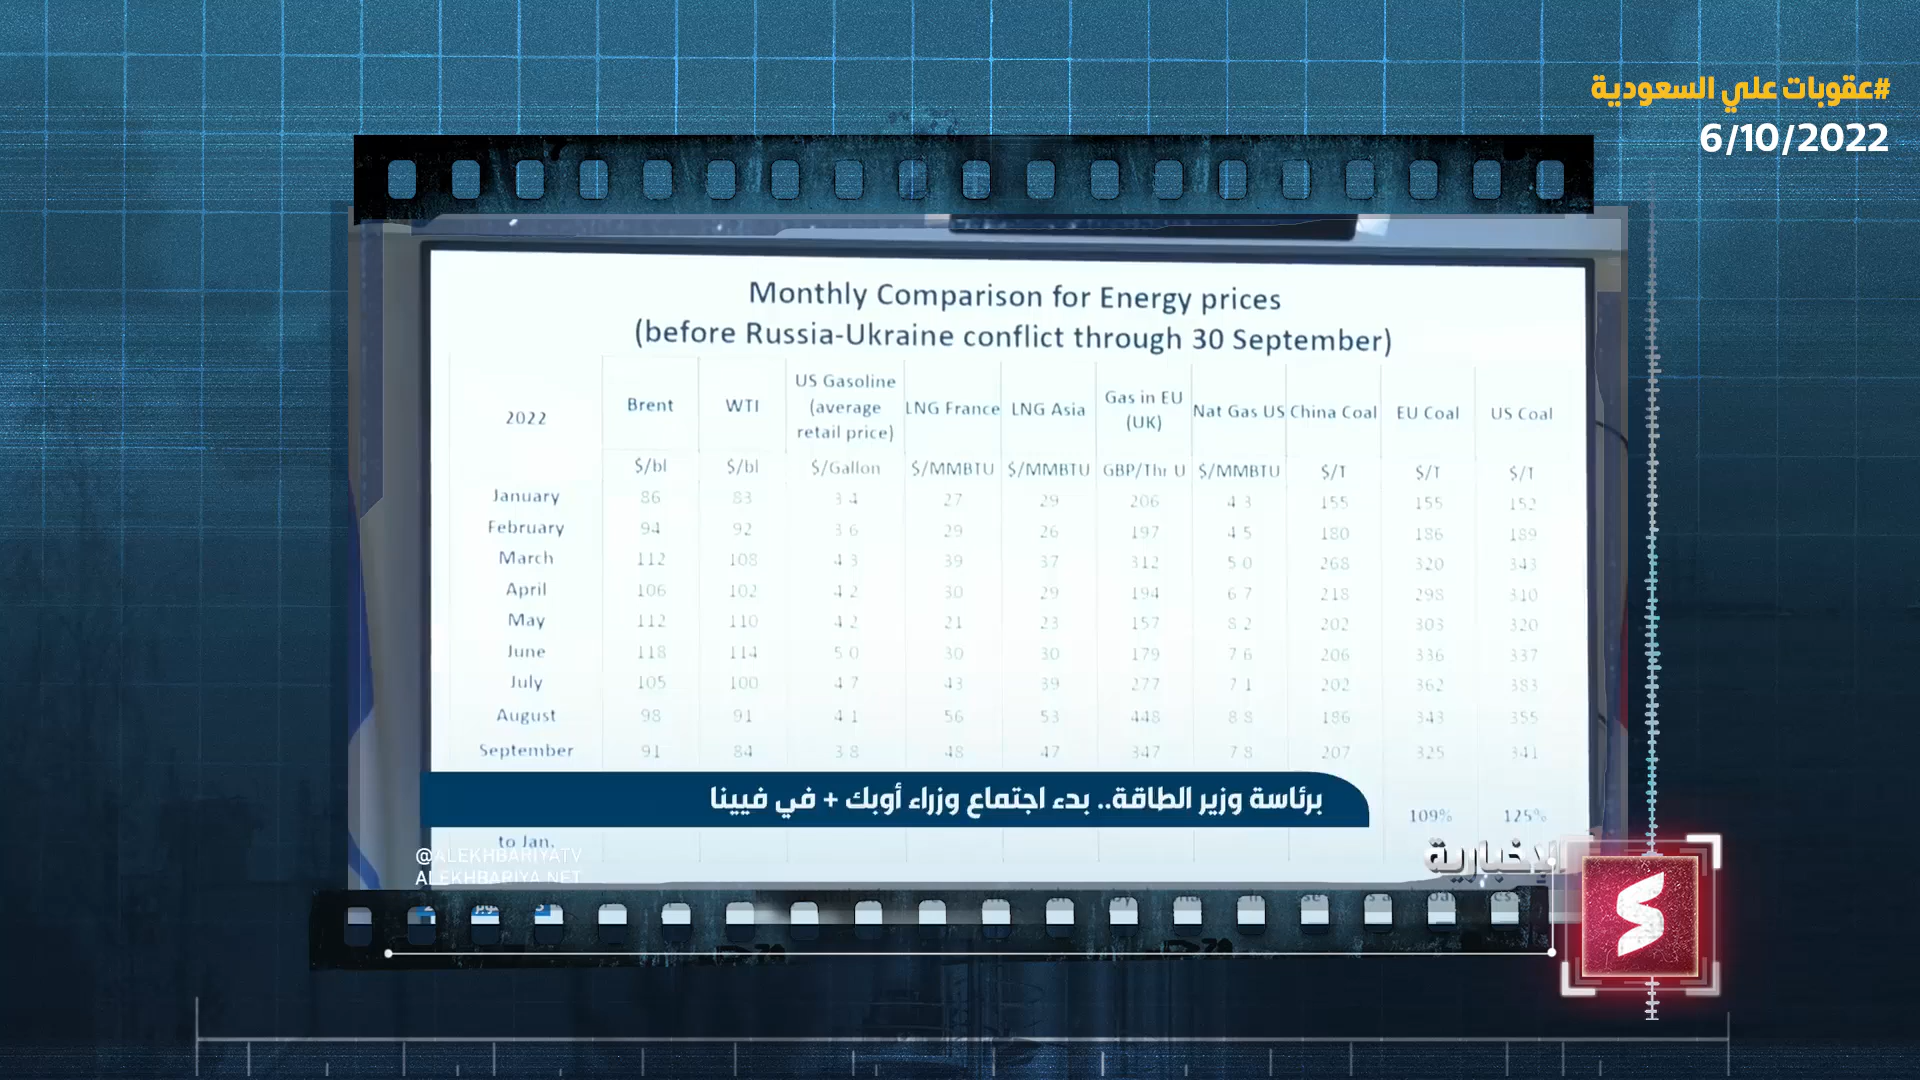 #عقوبات علي السعودية
6/10/2022
Monthly Comparison for Energy prices
(before Russia-Ukraine conflict through 30 September)
2022 Brent WTI US Gasoline (average retail price) LNG France LNG Asia Gas in EU (UK) Nat Gas US China Coal EU Coal US Coal
$/bl $/bl $/Gallon $/MMBTU $/MMBTU GBP/Thr U $/MMBTU $/T $/T $/T
January 86 83 3.4 27 29 206 4.3 155 155 152
February 94 92 3.6 29 26 197 4.5 180 186 189
March 112 108 4.3 39 37 312 5.0 268 320 343
April 106 102 4.2 30 29 194 6.7 218 298 310
May 112 110 4.2 21 23 157 8.2 202 303 320
June 118 114 5.0 30 30 179 7.6 206 336 337
July 105 100 4.7 43 39 277 7.1 202 362 383
August 98 91 4.1 56 53 448 8.8 186 343 355
September 91 84 3.8 48 47 347 7.8 207 325 341
برئاسة وزير الطاقة.. بدء اجتماع وزراء أوبك + في فيينا
109% 125%
to Jan.
@ALEKHBARIYATV
ALEKHBARIYA.NET
الإخبارية